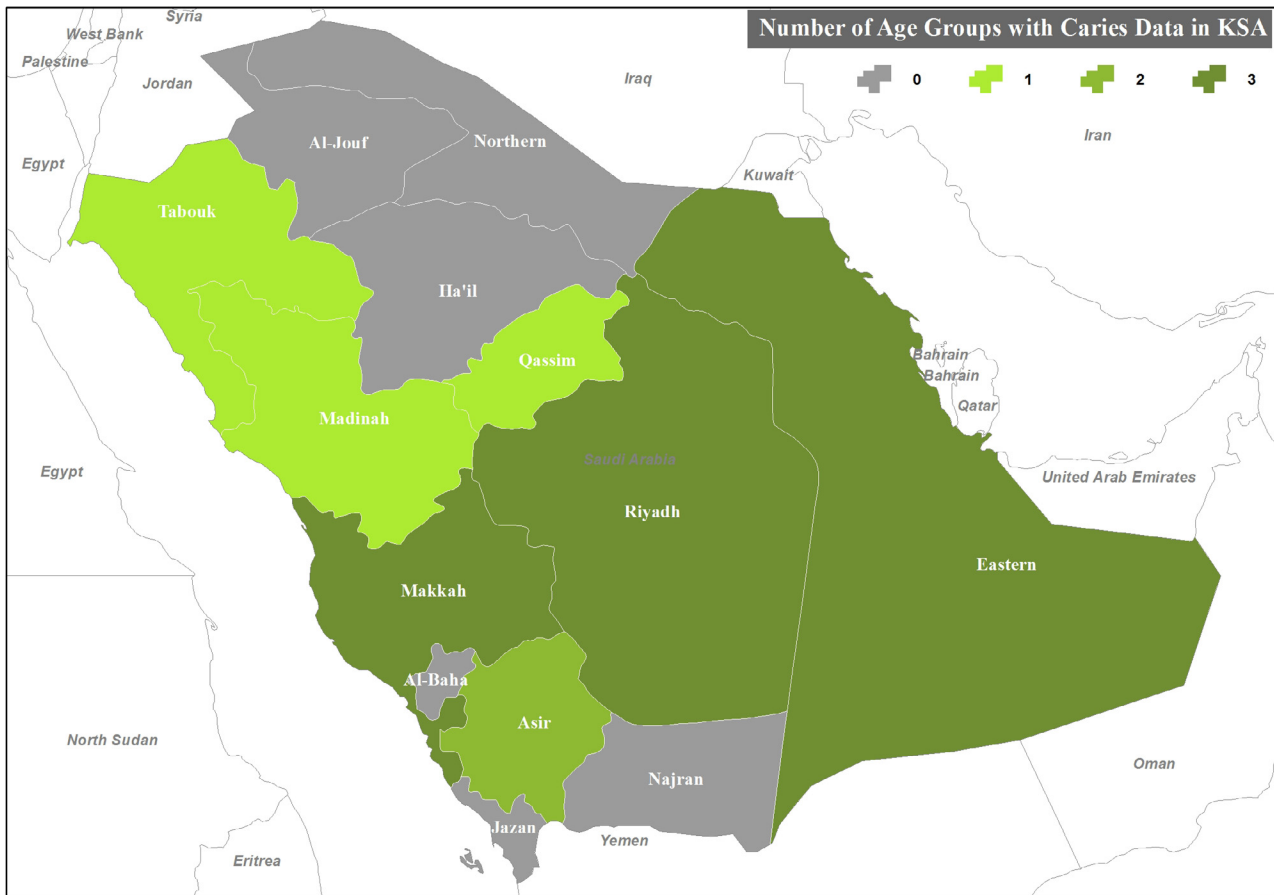 Syria
Number of Age Groups with Caries Data in KSA
West Bank
Palestine
Jordan
Iraq
0
1
2
3
Al-Jouf
Northern
Iran
Egypt
Kuwait
Tabouk
Ha'il
Bahrain
Qassim
Bahrain
Qatar
Madinah
Saudi Arabia
Egypt
United Arab Emirates
Riyadh
Eastern
Makkah
Al-Baha
Asir
North Sudan
Najran
Oman
Jazan
Yemen
Eritrea